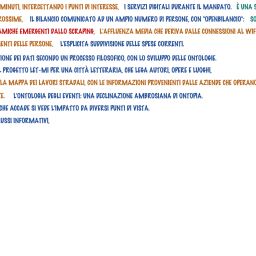 MINUTI, INTERCETTANDO I PUNTI DI INTERESSE. I SERVIZI DIGITALI DURANTE IL MANDATO. È UNA S
ROSSIME. IL BILANCIO COMUNICATO AD UN AMPIO NUMERO DI PERSONE, CON "OPENBILANCIO": SO
AMICHE EMERGENTI DALLO SCRAPING; L'AFFLUENZA MEDIA CHE DERIVA DALLE CONNESSIONI AL WIF
ENTI DELLE PERSONE. L'ESPLICITA SUDDIVISIONE DELLE SPESE CORRENTI.
IONE DEI DATI SECONDO UN PROCESSO FILOSOFICO, CON LO SVILUPPO DELLE ONTOLOGIE.
L PROGETTO LET-MI PER UNA CITTÀ LETTERARIA, CHE LEGA AUTORI, OPERE E LUOGHI,
LA MAPPA DEI LAVORI STRADALI, CON LE INFORMAZIONI PROVENIENTI DALLE AZIENDE CHE OPERANO
E. L'ONTOLOGIA DEGLI EVENTI: UNA DECLINAZIONE AMBROSIANA DI ONTOPIA.
CHE ACCADE SI VEDE L'IMPATTO DA DIVERSI PUNTI DI VISTA.
USSI INFORMATIVI,